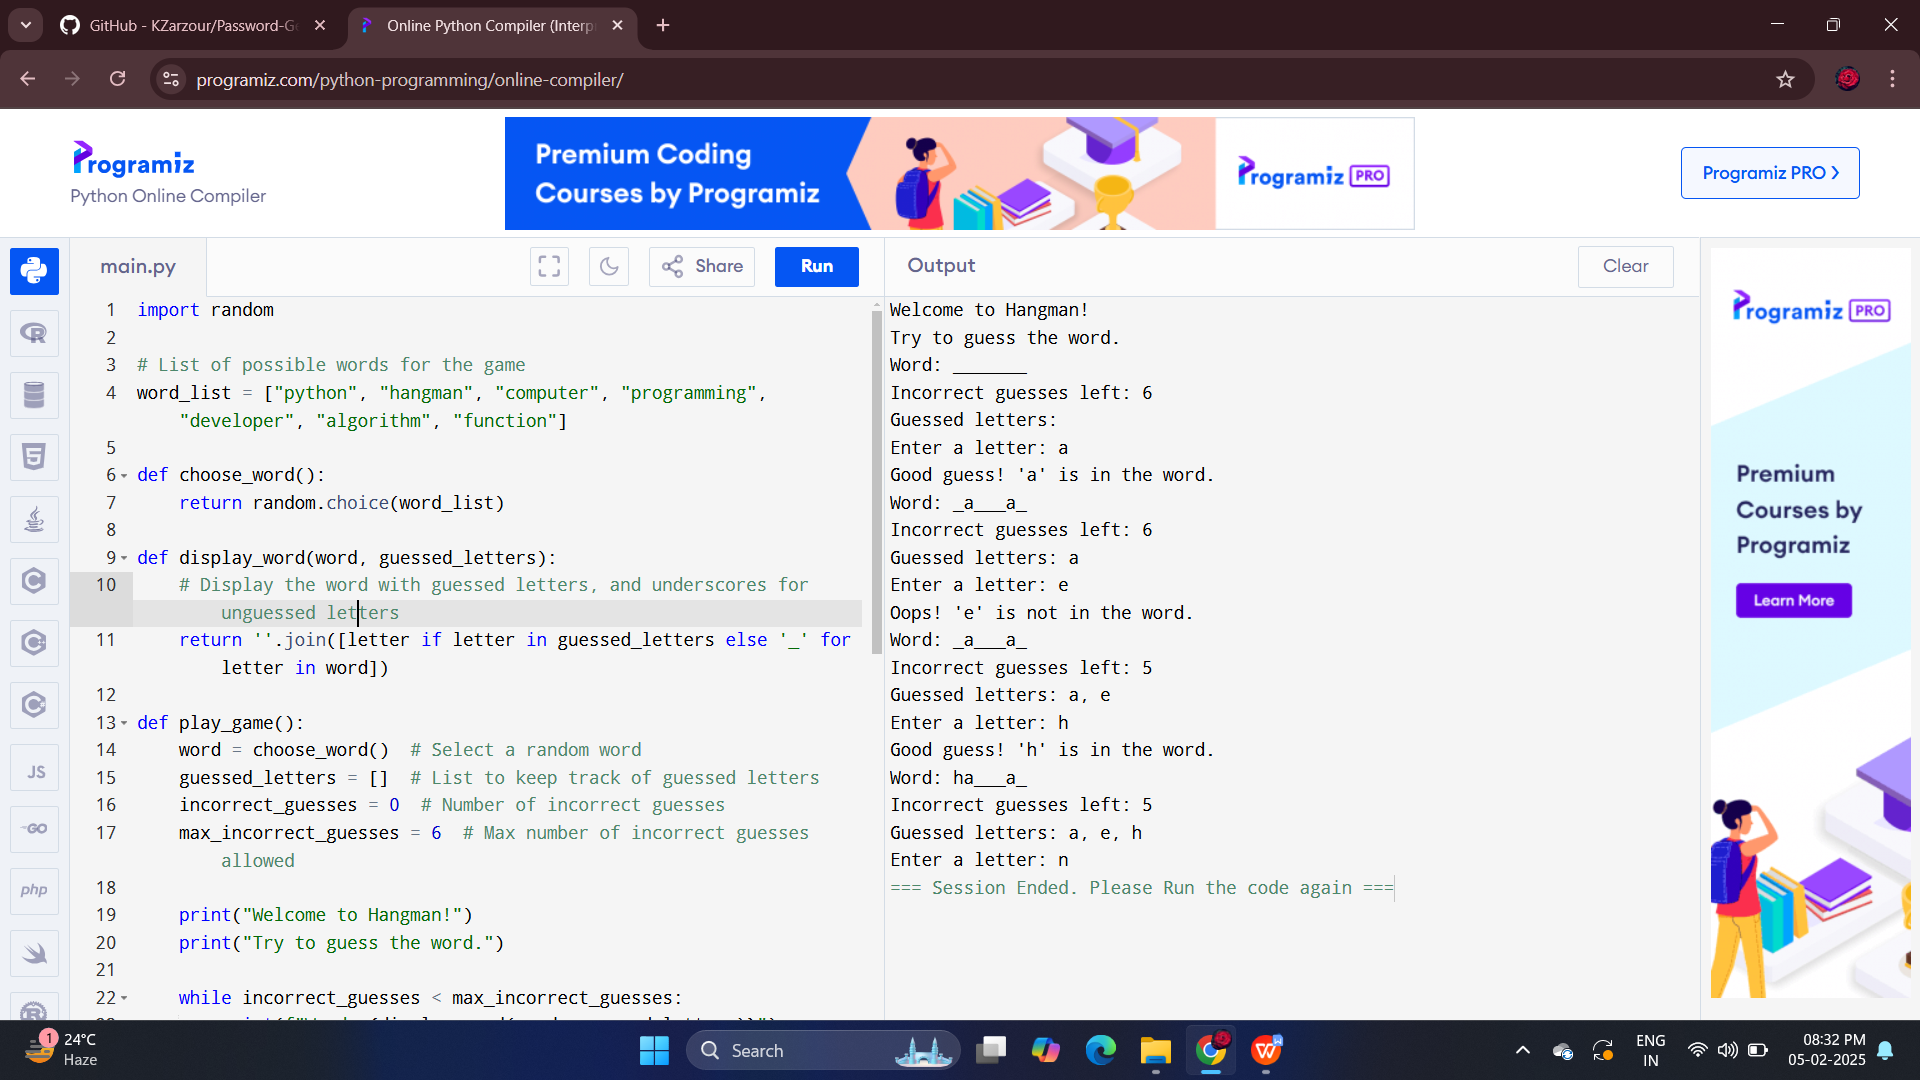 GitHub - KZarzour/Password-Ge
Online Python Compiler (Interp
programiz.com/python-programming/online-compiler/
Programiz
Python Online Compiler
Premium Coding
Courses by Programiz
Programiz PRO
Programiz PRO >
main.py
Share
Run
Output
Clear
1 import random
2
3 # List of possible words for the game
4 word_list = ["python", "hangman", "computer", "programming",
"developer", "algorithm", "function"]
5
6 def choose_word():
7 return random.choice(word_list)
8
9 def display_word(word, guessed_letters):
10 # Display the word with guessed letters, and underscores for
unguessed letters
11 return ''.join([letter if letter in guessed_letters else '_' for
letter in word])
12
13 def play_game():
14 word = choose_word()  # Select a random word
15 guessed_letters = []  # List to keep track of guessed letters
16 incorrect_guesses = 0  # Number of incorrect guesses
17 max_incorrect_guesses = 6  # Max number of incorrect guesses
allowed
18
19 print("Welcome to Hangman!")
20 print("Try to guess the word.")
21
22 while incorrect_guesses < max_incorrect_guesses:
Welcome to Hangman!
Try to guess the word.
Word: _______
Incorrect guesses left: 6
Guessed letters:
Enter a letter: a
Good guess! 'a' is in the word.
Word: _a___a_
Incorrect guesses left: 6
Guessed letters: a
Enter a letter: e
Oops! 'e' is not in the word.
Word: _a___a_
Incorrect guesses left: 5
Guessed letters: a, e
Enter a letter: h
Good guess! 'h' is in the word.
Word: ha___a_
Incorrect guesses left: 5
Guessed letters: a, e, h
Enter a letter: n
=== Session Ended. Please Run the code again ===
Programiz PRO
Premium
Courses by
Programiz
Learn More
JS
GO
php
1
24°C
Haze
Search
ENG
IN
08:32 PM
05-02-2025